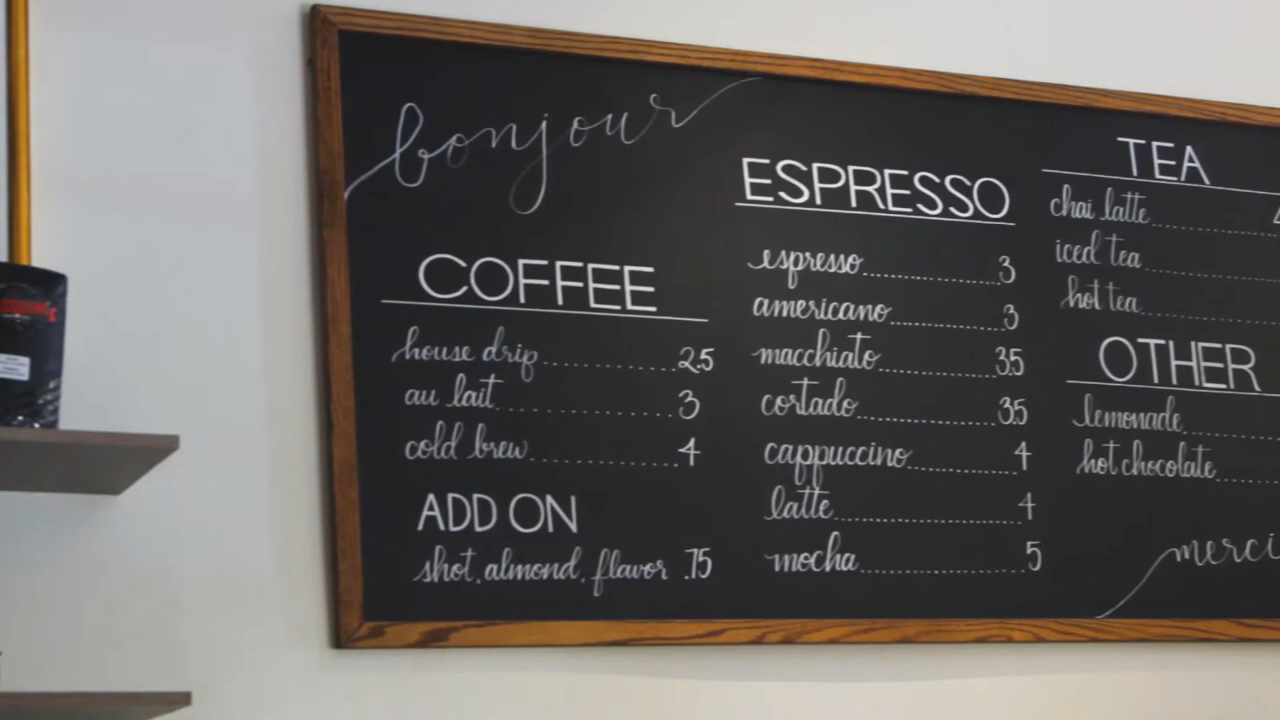 bonjour
COFFEE
house drip 2.5
au lait 3
cold brew 4
ADD ON
shot, almond, flavor .75
ESPRESSO
espresso 3
americano 3
macchiato 3.5
cortado 3.5
cappuccino 4
latte 4
mocha 5
TEA
chai latte
iced tea
hot tea
OTHER
lemonade
hot chocolate
merci